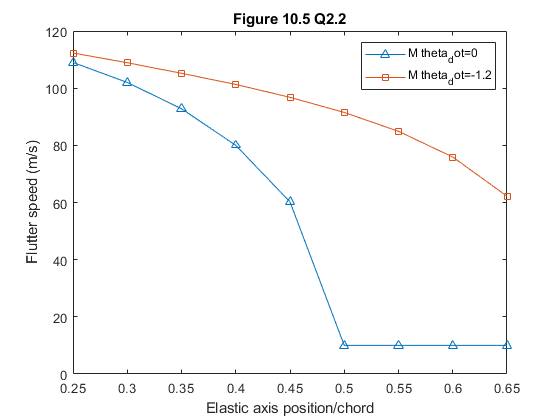 Figure 10.5 Q2.2
M theta_dot=0
M theta_dot=-1.2
120
100
80
60
40
20
0
Flutter speed (m/s)
0.25 0.3 0.35 0.4 0.45 0.5 0.55 0.6 0.65
Elastic axis position/chord